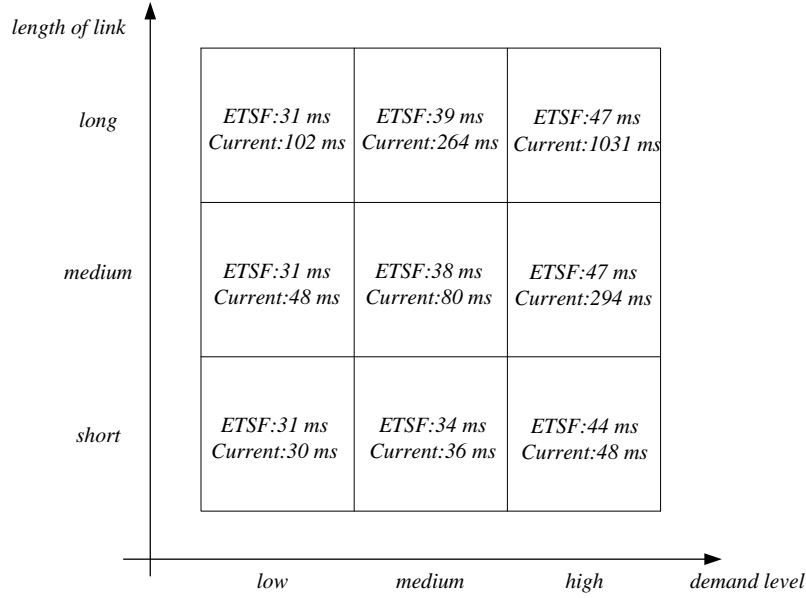 length of link
long
ETSF:31 ms
Current:102 ms
ETSF:39 ms
Current:264 ms
ETSF:47 ms
Current:1031 ms
medium
ETSF:31 ms
Current:48 ms
ETSF:38 ms
Current:80 ms
ETSF:47 ms
Current:294 ms
short
ETSF:31 ms
Current:30 ms
ETSF:34 ms
Current:36 ms
ETSF:44 ms
Current:48 ms
low
medium
high
demand level